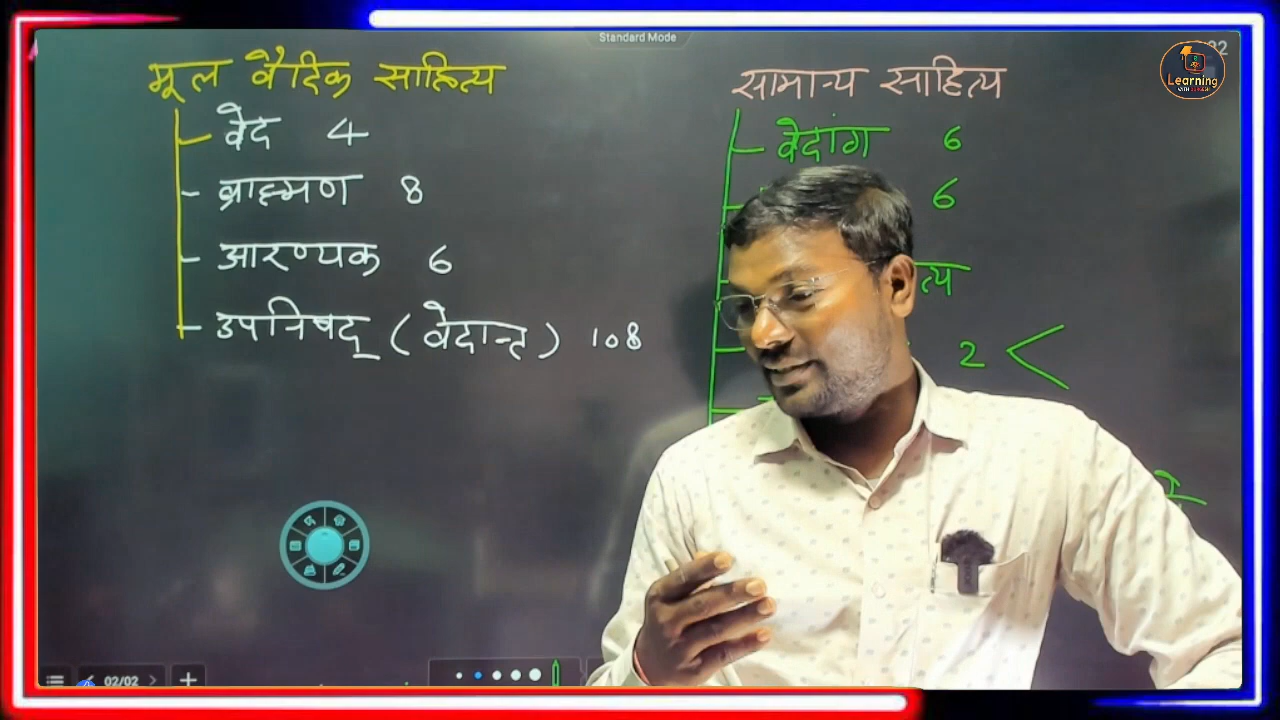 Standard Mode
मूल वैदिक साहित्य
वेद 4
ब्राह्मण 8
आरण्यक 6
उपनिषद् (वेदान्त) 108
सामान्य साहित्य
वेदांग 6
6
त्य
2
Learning
02/02